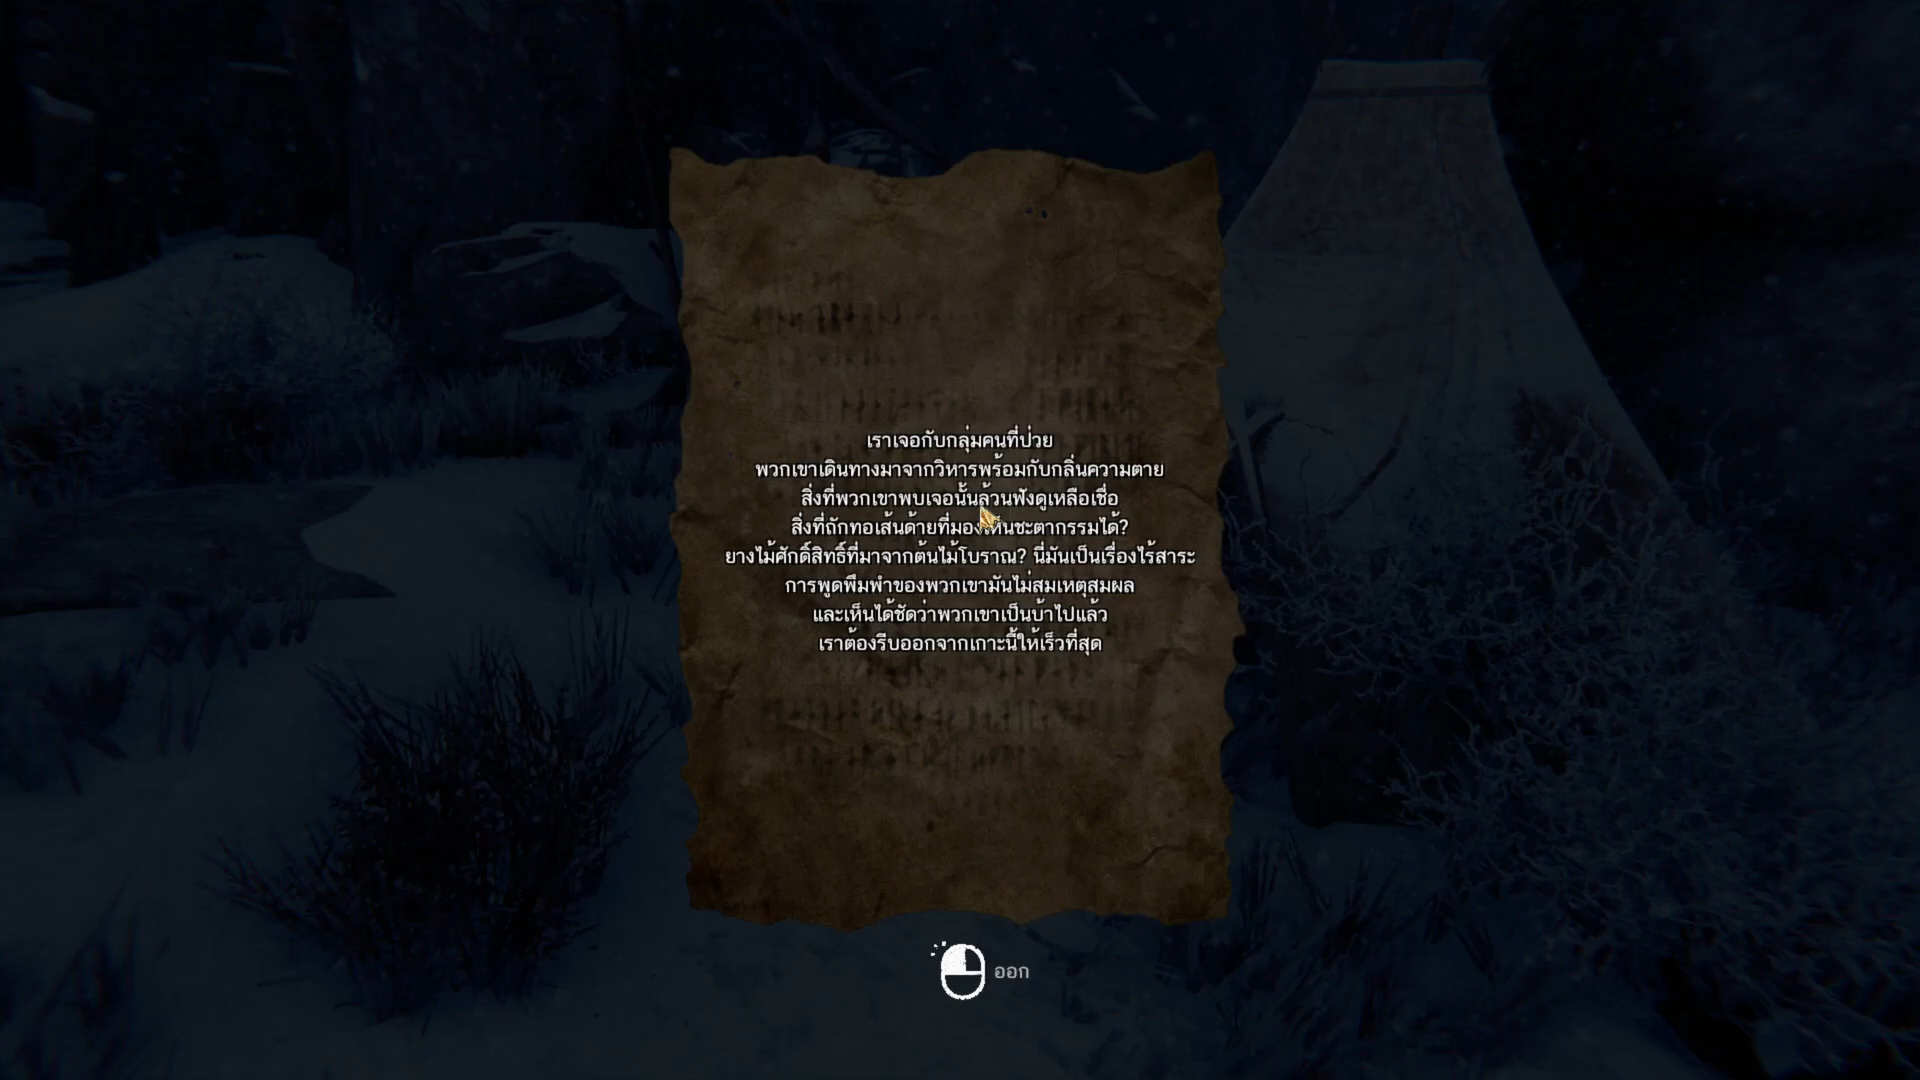 เราเจอกับกลุ่มคนที่ป่วย
พวกเขาเดินทางมาจากวิหารพร้อมกับกลิ่นความตาย
สิ่งที่พวกเขาพบเจอนั้นล้วนฟังดูเหลือเชื่อ
สิ่งที่ถักทอเส้นด้ายที่มองเห็นชะตากรรมได้?
ยางไม้ศักดิ์สิทธิ์ที่มาจากต้นไม้โบราณ? นี่มันเป็นเรื่องไร้สาระ
การพูดพึมพำของพวกเขามันไม่สมเหตุสมผล
และเห็นได้ชัดว่าพวกเขาเป็นบ้าไปแล้ว
เราต้องรีบออกจากเกาะนี้ให้เร็วที่สุด
ออก